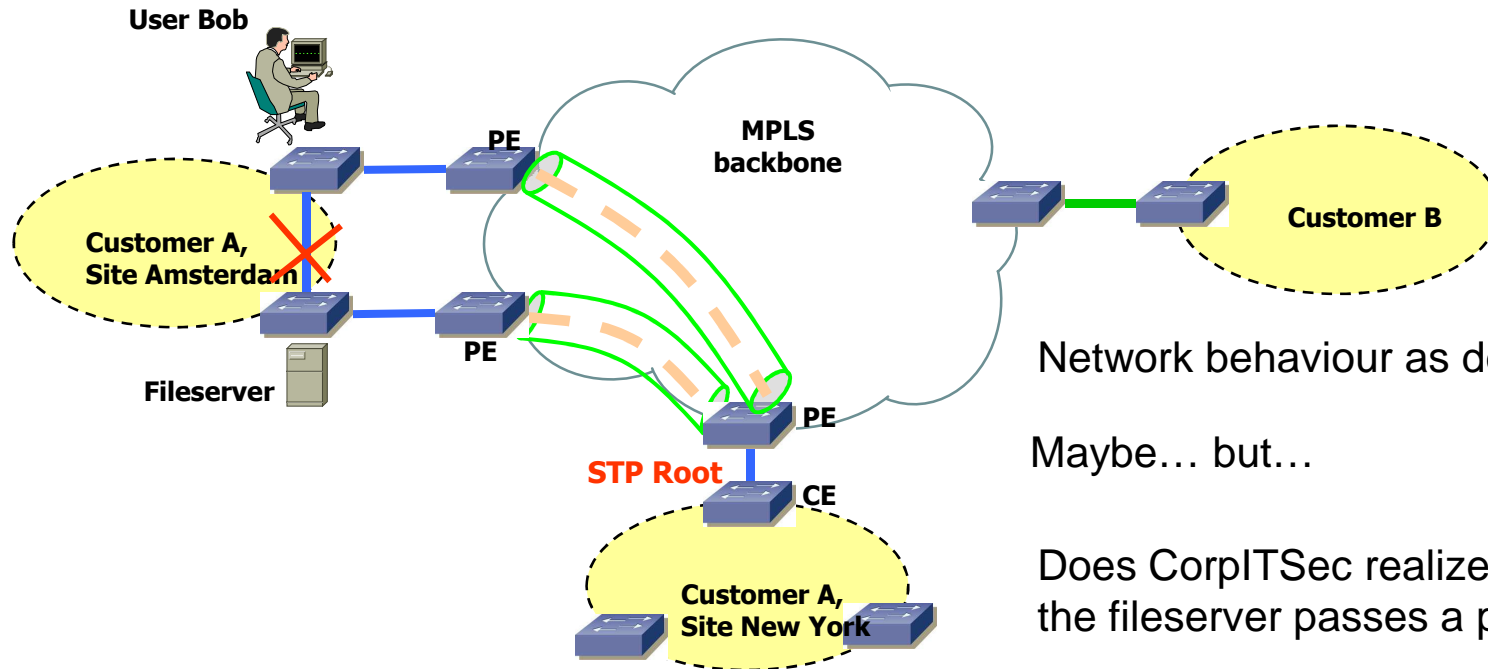 User Bob
PE
MPLS
backbone
Customer A,
Site Amsterdam
Customer B
PE
Fileserver
Network behaviour as
PE
Maybe… but…
STP Root
CE
Does CorpITSec realize
the fileserver passes a
Customer A,
Site New York